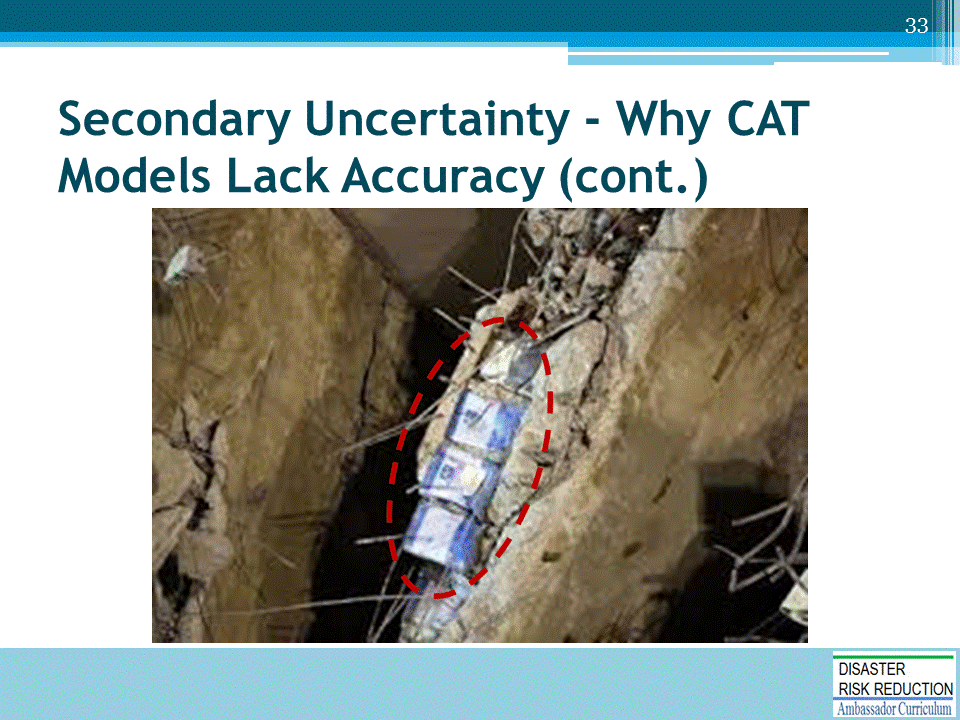 33
Secondary Uncertainty - Why CAT
Models Lack Accuracy (cont.)
DISASTER
RISK REDUCTION
Ambassador Curriculum